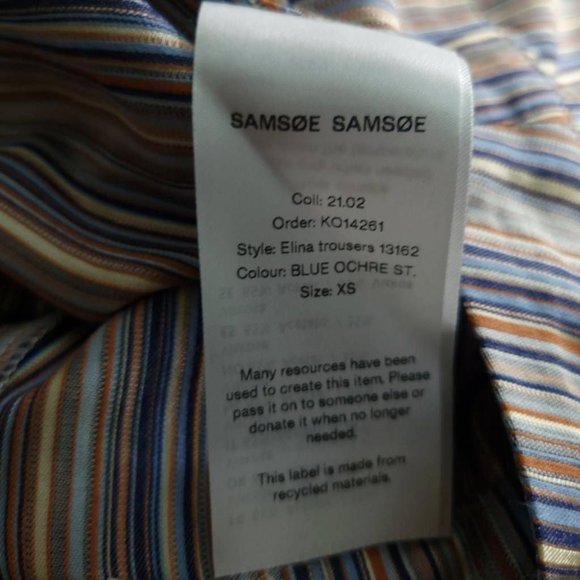 SAMSØE SAMSØE
Coll: 21.02
Order: KO14261
Style: Elina trousers 13162
Colour: BLUE OCHRE ST.
Size: XS
Many resources have been
used to create this item. Please
pass it on to someone else or
donate it when no longer
needed.
This label is made from
recycled materials.